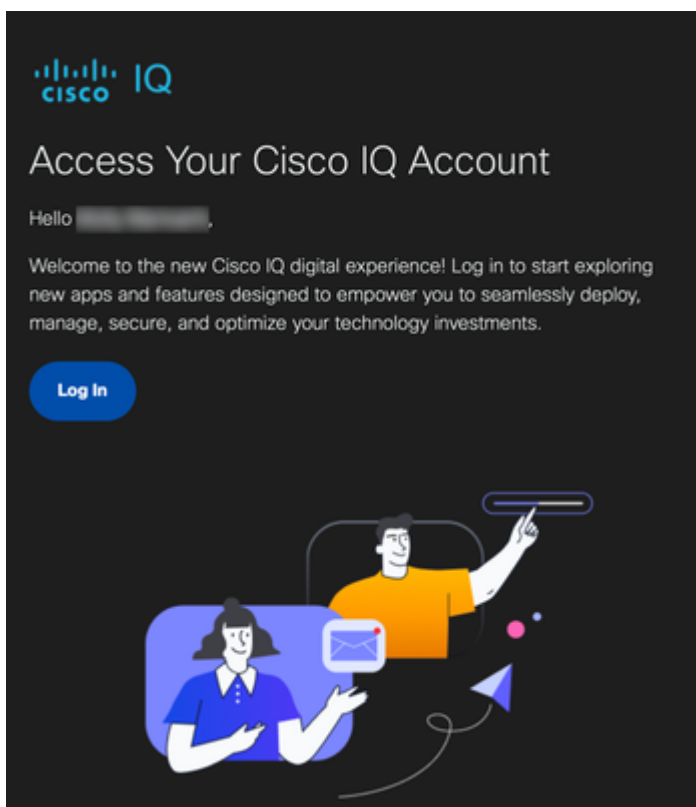 cisco IQ
Access Your Cisco IQ Account
Hello ,
Welcome to the new Cisco IQ digital experience! Log in to start exploring
new apps and features designed to empower you to seamlessly deploy,
manage, secure, and optimize your technology investments.
Log In